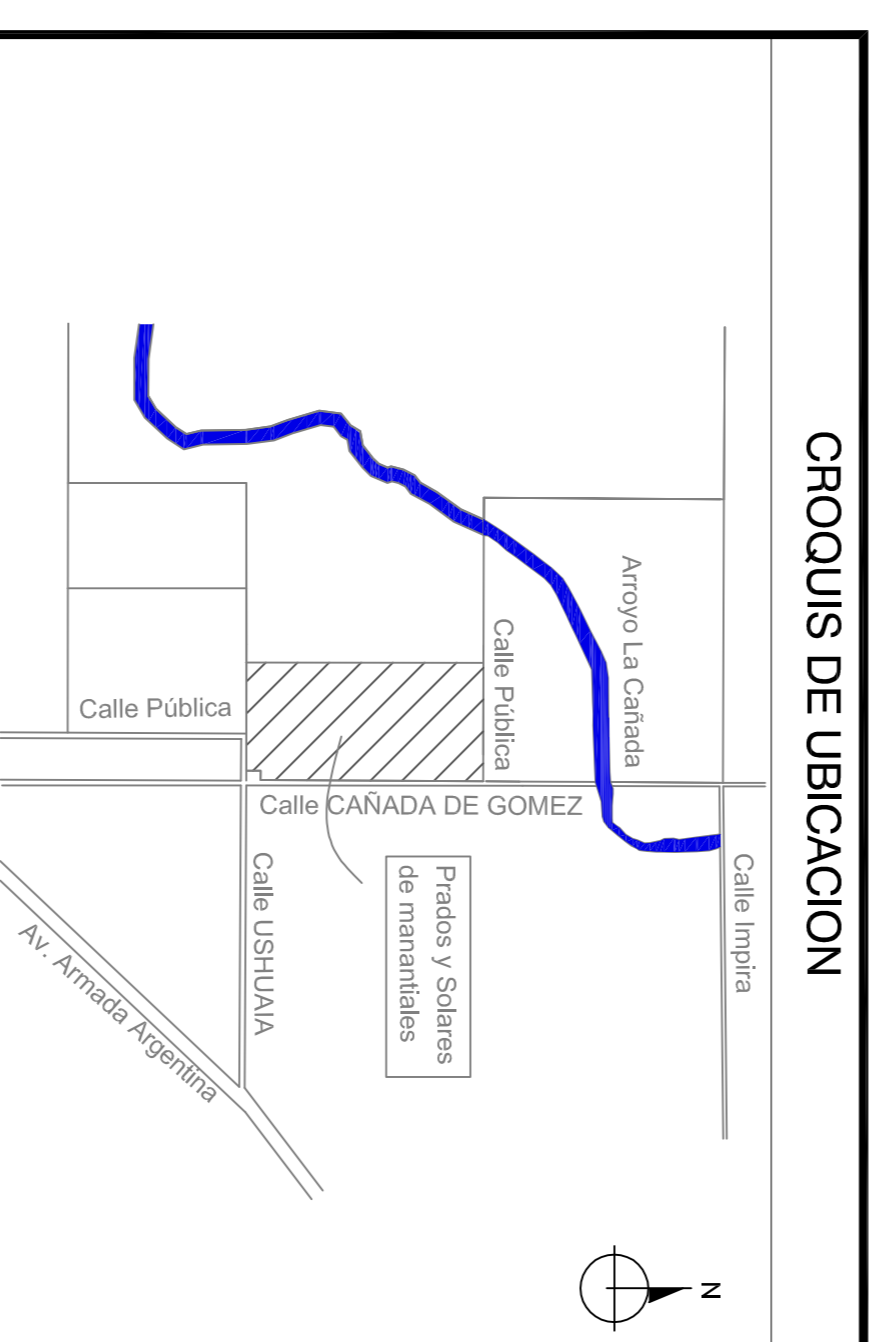 CROQUIS DE UBICACION
Calle Impira
Arroyo La Cañada
Calle Pública
Calle CAÑADA DE GOMEZ
Prados y Solares
de manantiales
Calle Pública
Calle USHUAIA
Av. Armada Argentina
N